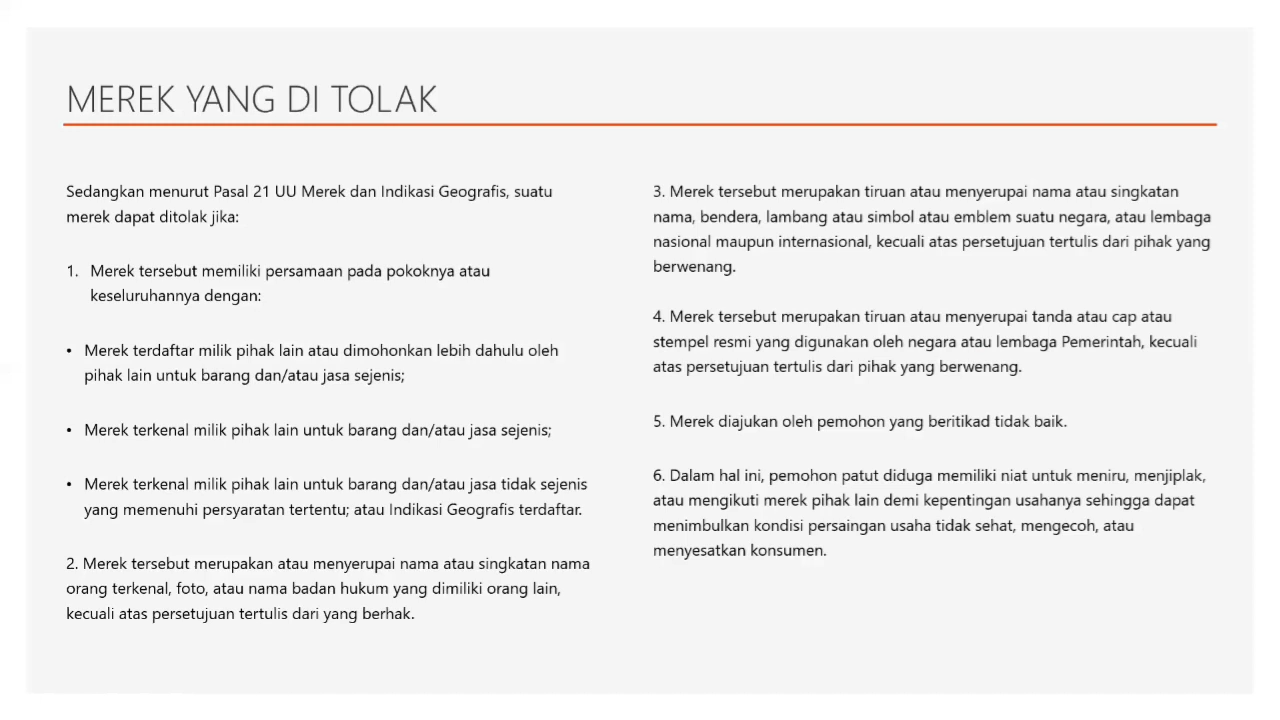 MEREK YANG DI TOLAK
Sedangkan menurut Pasal 21 UU Merek dan Indikasi Geografis, suatu
merek dapat ditolak jika:
1. Merek tersebut memiliki persamaan pada pokoknya atau
keseluruhannya dengan:
• Merek terdaftar milik pihak lain atau dimohonkan lebih dahulu oleh
pihak lain untuk barang dan/atau jasa sejenis;
• Merek terkenal milik pihak lain untuk barang dan/atau jasa sejenis;
• Merek terkenal milik pihak lain untuk barang dan/atau jasa tidak sejenis
yang memenuhi persyaratan tertentu; atau Indikasi Geografis terdaftar.
2. Merek tersebut merupakan atau menyerupai nama atau singkatan nama
orang terkenal, foto, atau nama badan hukum yang dimiliki orang lain,
kecuali atas persetujuan tertulis dari yang berhak.
3. Merek tersebut merupakan tiruan atau menyerupai nama atau singkatan
nama, bendera, lambang atau simbol atau emblem suatu negara, atau lembaga
nasional maupun internasional, kecuali atas persetujuan tertulis dari pihak yang
berwenang.
4. Merek tersebut merupakan tiruan atau menyerupai tanda atau cap atau
stempel resmi yang digunakan oleh negara atau lembaga Pemerintah, kecuali
atas persetujuan tertulis dari pihak yang berwenang.
5. Merek diajukan oleh pemohon yang beritikad tidak baik.
6. Dalam hal ini, pemohon patut diduga memiliki niat untuk meniru, menjiplak,
atau mengikuti merek pihak lain demi kepentingan usahanya sehingga dapat
menimbulkan kondisi persaingan usaha tidak sehat, mengecoh, atau
menyesatkan konsumen.